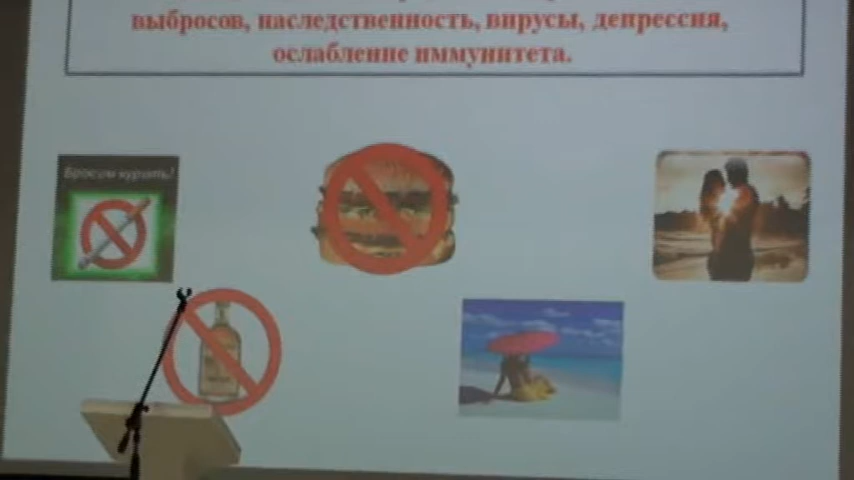 выбросов, наследственность, вирусы, депрессия,
ослабление иммунитета.
Бросим курить!